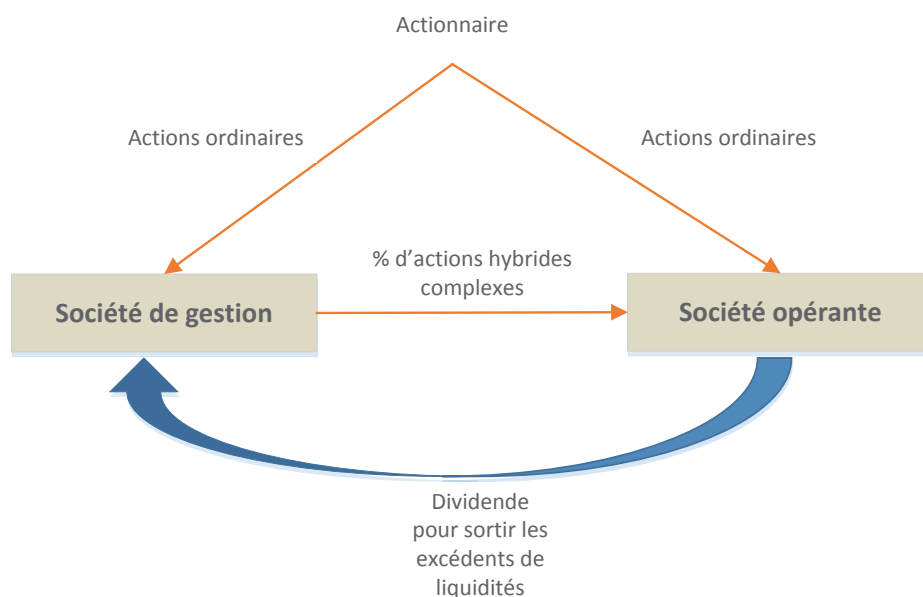 Actionnaire
Actions ordinaires
Actions ordinaires
% d’actions hybrides
complexes
Société de gestion
Société opérante
Dividende
pour sortir les
excédents de
liquidités